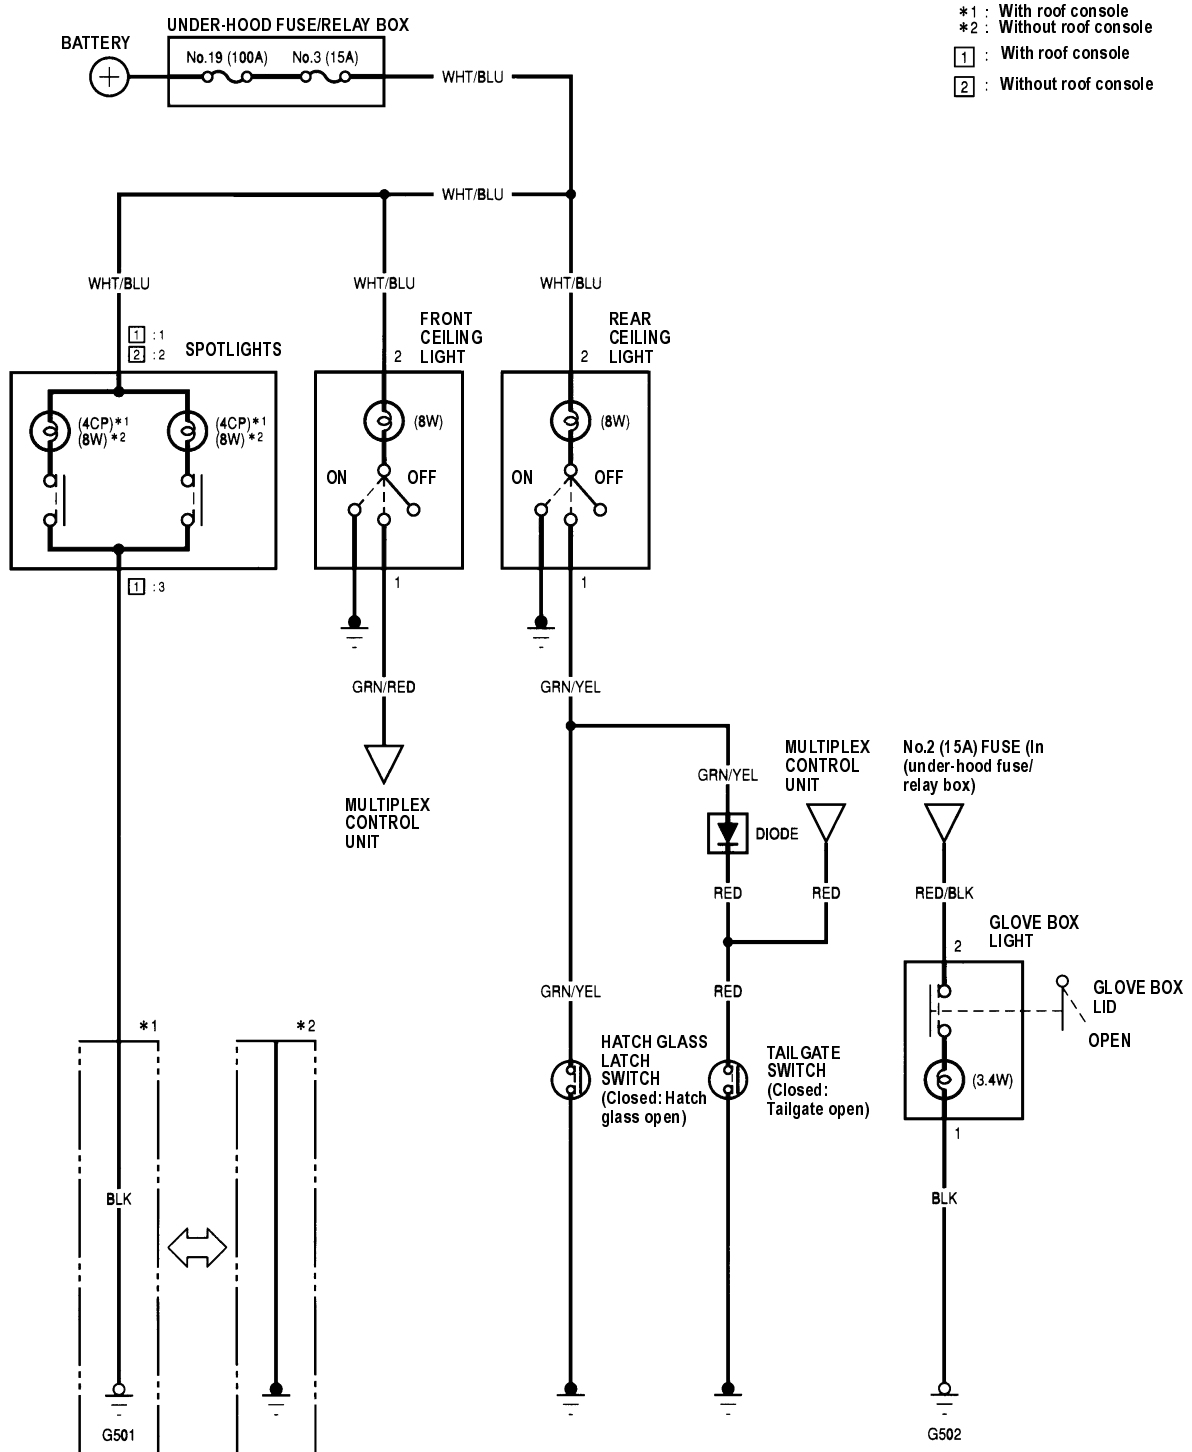 *1 : With roof console
*2 : Without roof console
1 : With roof console
2 : Without roof console
UNDER-HOOD FUSE/RELAY BOX
BATTERY
No.19 (100A)
No.3 (15A)
WHT/BLU
WHT/BLU
WHT/BLU
WHT/BLU
WHT/BLU
1 : 1
2 : 2
SPOTLIGHTS
FRONT
CEILING
LIGHT
2
REAR
CEILING
LIGHT
2
(4CP)*1
(8W)*2
(4CP)*1
(8W)*2
(8W)
ON
OFF
(8W)
ON
OFF
1 : 3
1
1
GRN/RED
GRN/YEL
MULTIPLEX
CONTROL
UNIT
GRN/YEL
DIODE
MULTIPLEX
CONTROL
UNIT
No.2 (15A) FUSE (In
(under-hood fuse/
relay box)
RED
RED
RED/BLK
2
GLOVE BOX
LIGHT
GRN/YEL
RED
GLOVE BOX
LID
OPEN
*1
*2
HATCH GLASS
LATCH
SWITCH
(Closed: Hatch
glass open)
TAILGATE
SWITCH
(Closed:
Tailgate open)
(3.4W)
1
BLK
BLK
G501
G502